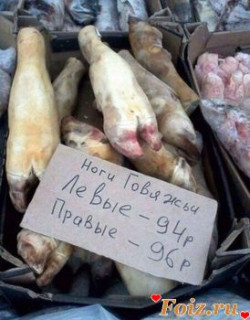 Ноги Говяжьи
Левые - 94р
Правые - 96р
Foiz.ru